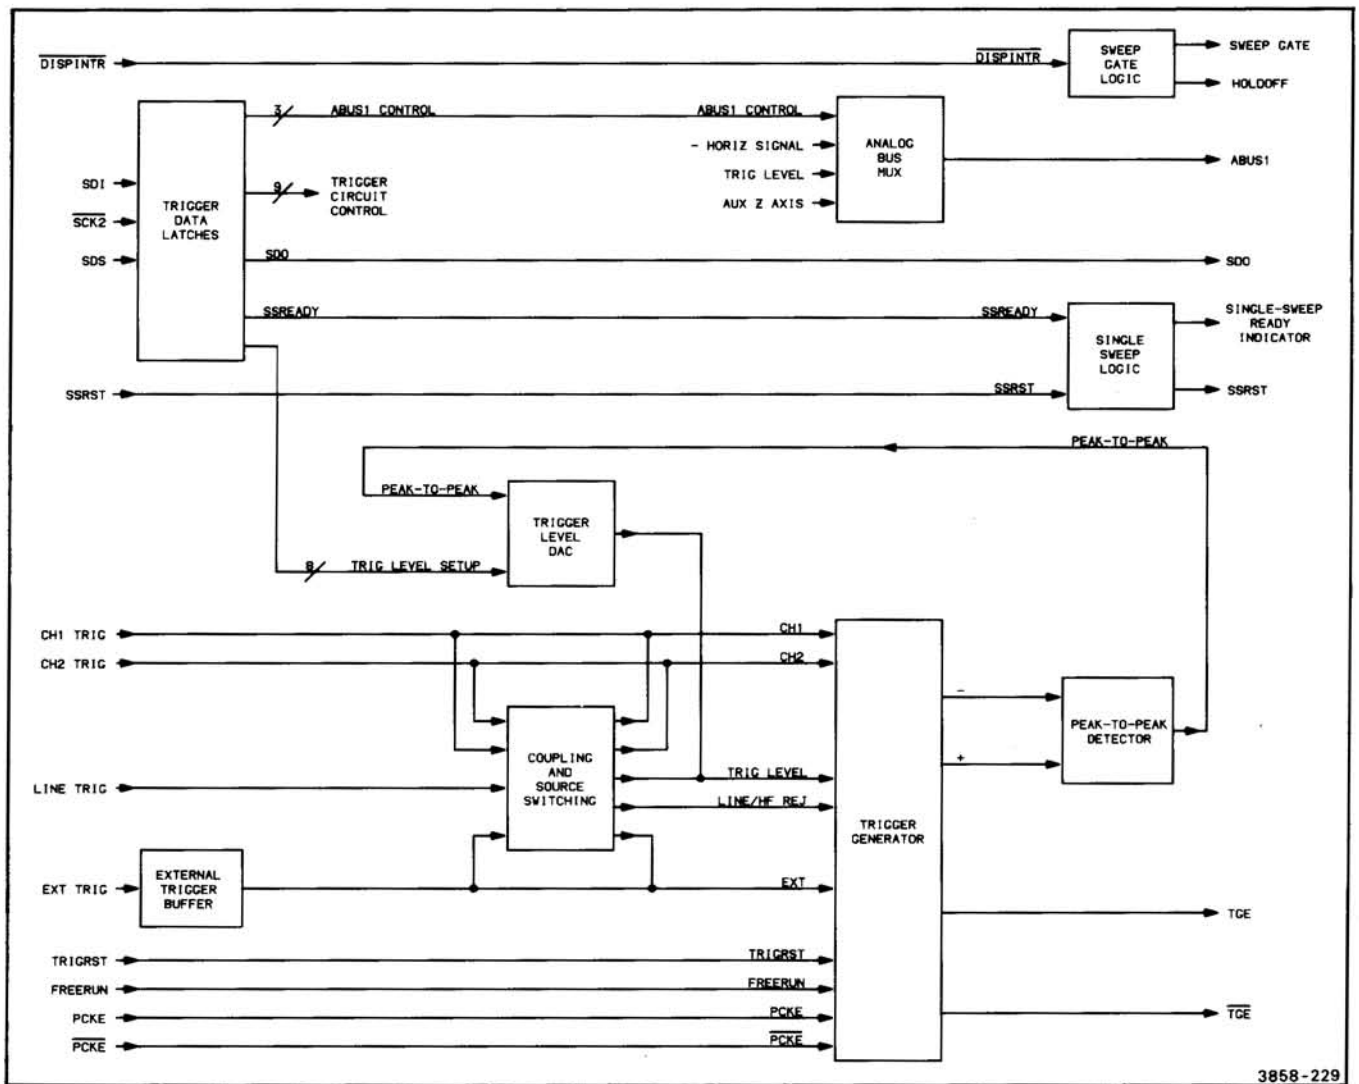 DISPINTR
DISPINTR
SWEEP
GATE
LOGIC
SWEEP GATE
HOLDOFF
3
ABUS1 CONTROL
ABUS1 CONTROL
- HORIZ SIGNAL
TRIG LEVEL
AUX Z AXIS
ANALOG
BUS
MUX
ABUS1
SDI
SCK2
SDS
TRIGGER
DATA
LATCHES
9
TRIGGER
CIRCUIT
CONTROL
SDO
SDO
SSREADY
SSREADY
SINGLE
SWEEP
LOGIC
SINGLE-SWEEP
READY
INDICATOR
SSRST
SSRST
SSRST
PEAK-TO-PEAK
PEAK-TO-PEAK
TRIGGER
LEVEL
DAC
8
TRIG LEVEL SETUP
CH1 TRIG
CH1
CH2 TRIG
CH2
LINE TRIG
COUPLING
AND
SOURCE
SWITCHING
TRIG LEVEL
LINE/HF REJ
TRIGGER
GENERATOR
-
+
PEAK-TO-PEAK
DETECTOR
EXT TRIG
EXTERNAL
TRIGGER
BUFFER
EXT
TGE
TRIGRST
TRIGRST
FREERUN
FREERUN
PCKE
PCKE
TGE
PCKE
PCKE
3858-229